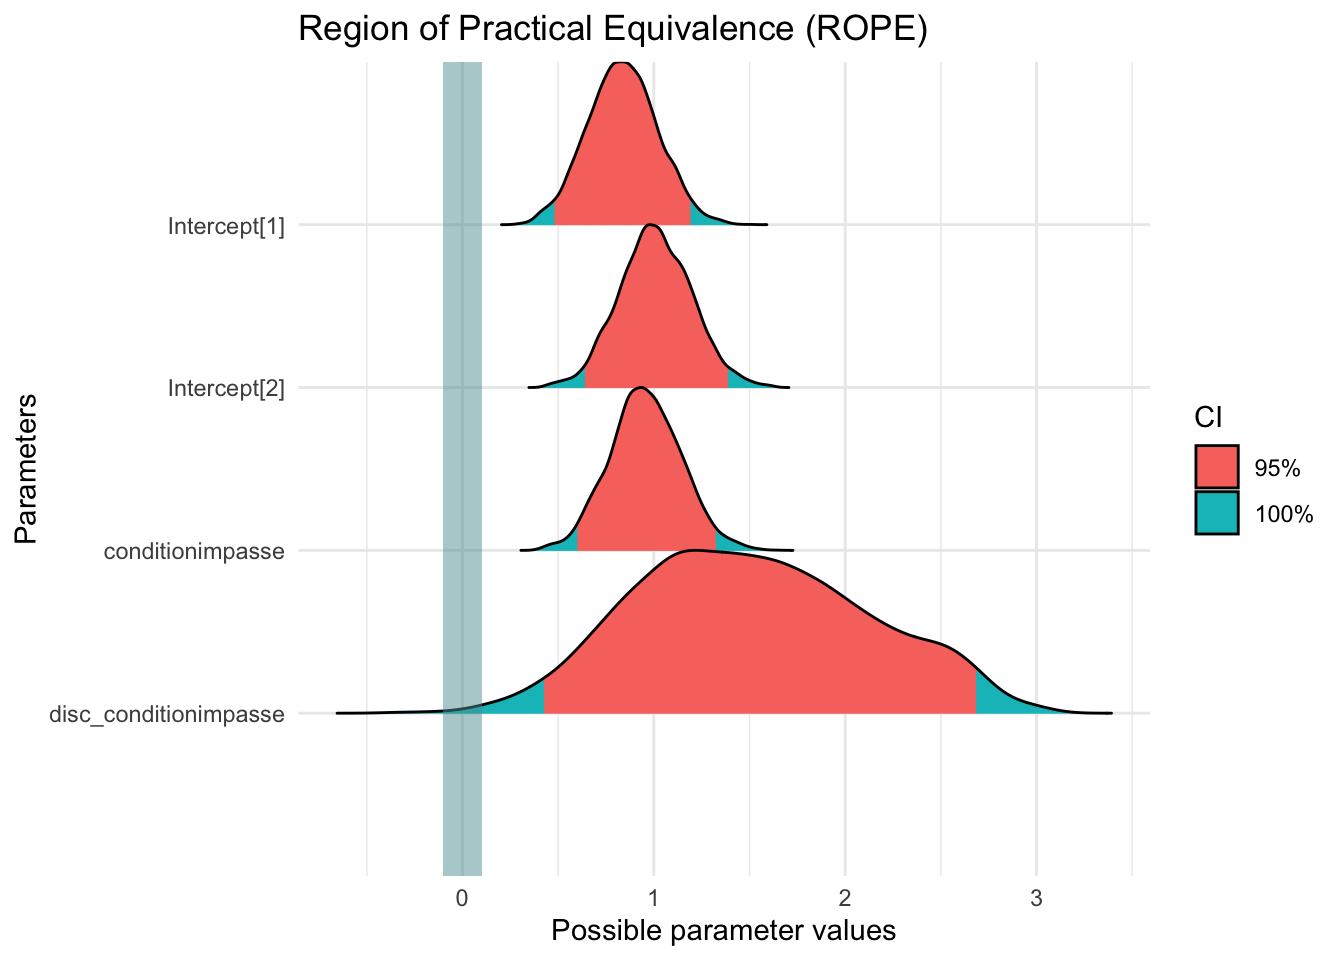 Region of Practical Equivalence (ROPE)
Parameters
Intercept[1]
Intercept[2]
conditionimpasse
disc_conditionimpasse
0 1 2 3
Possible parameter values
CI
95%
100%